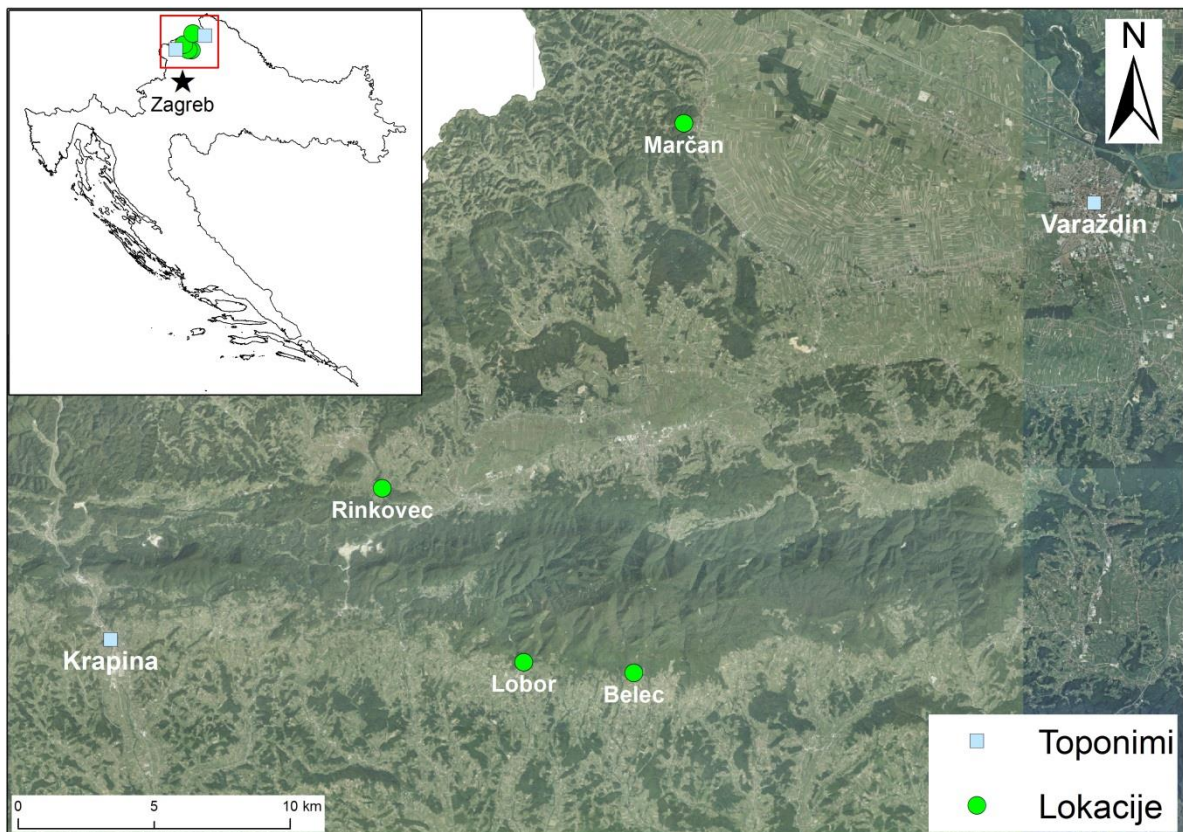 Zagreb
N
Marčan
Varaždin
Rinkovec
Krapina
Lobor
Belec
Toponimi
Lokacije
0 5 10 km